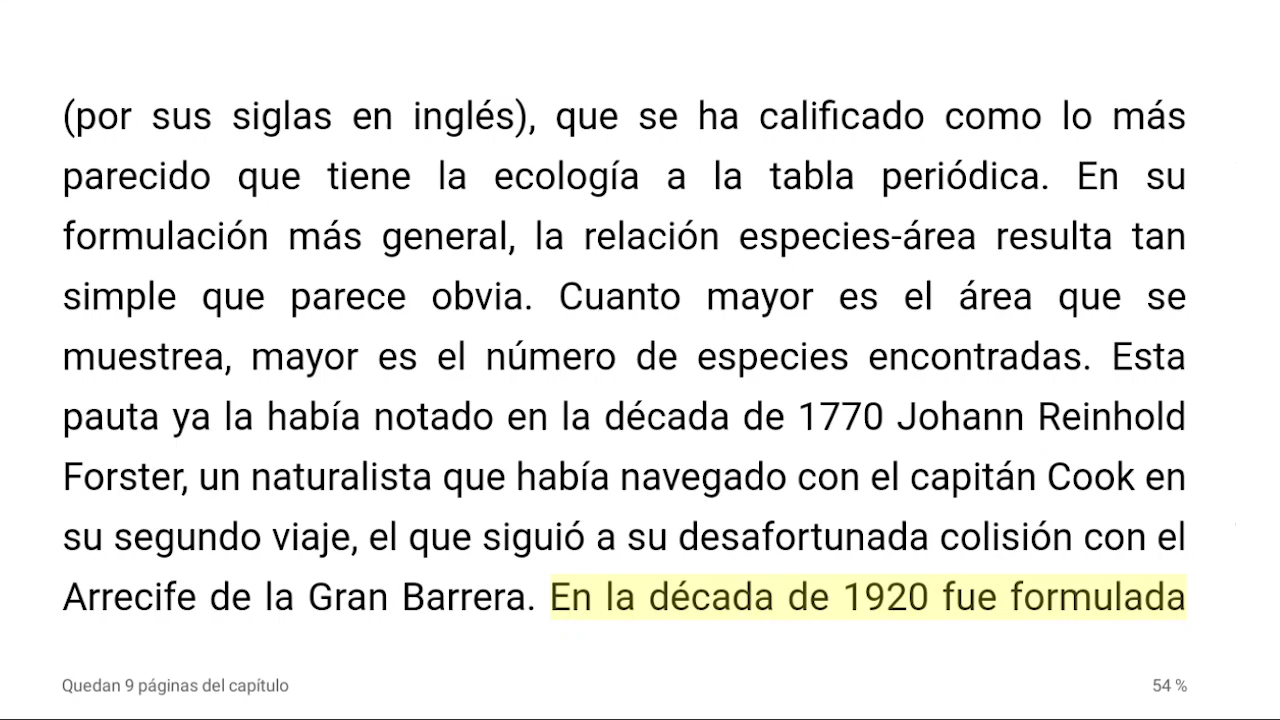 (por sus siglas en inglés), que se ha calificado como lo más
parecido que tiene la ecología a la tabla periódica. En su
formulación más general, la relación especies-área resulta tan
simple que parece obvia. Cuanto mayor es el área que se
muestrea, mayor es el número de especies encontradas. Esta
pauta ya la había notado en la década de 1770 Johann Reinhold
Forster, un naturalista que había navegado con el capitán Cook en
su segundo viaje, el que siguió a su desafortunada colisión con el
Arrecife de la Gran Barrera. En la década de 1920 fue formulada
Quedan 9 páginas del capítulo
54 %